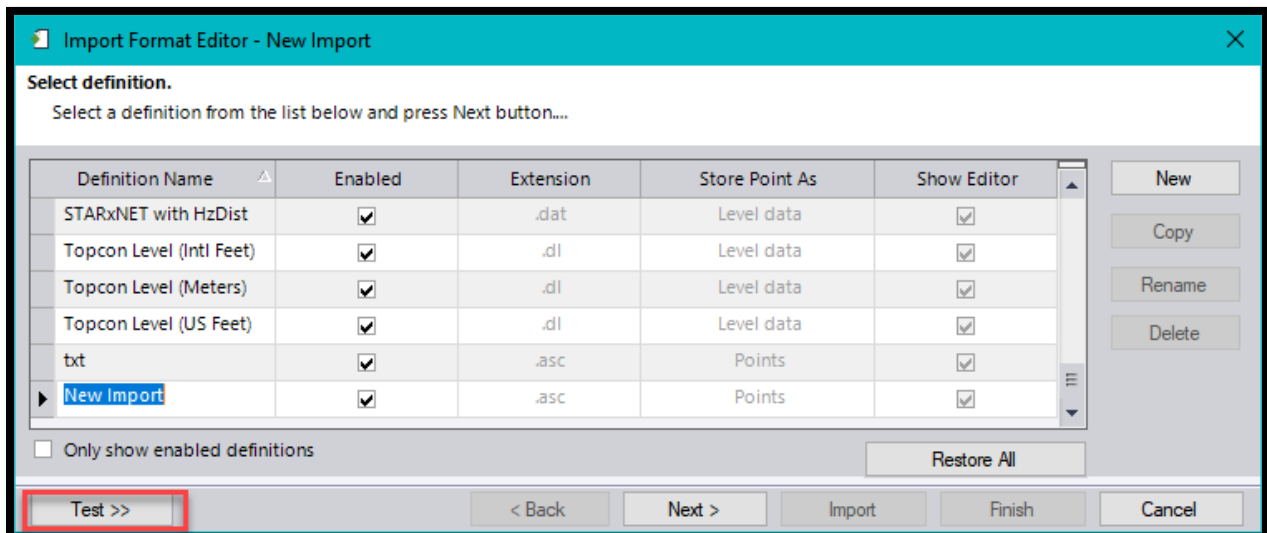 Import Format Editor - New Import
Select definition.
Select a definition from the list below and press Next button....
Definition Name Enabled Extension Store Point As Show Editor
STARxNET with HzDist .dat Level data
Topcon Level (Intl Feet) .dl Level data
Topcon Level (Meters) .dl Level data
Topcon Level (US Feet) .dl Level data
txt .asc Points
New Import .asc Points
New
Copy
Rename
Delete
Only show enabled definitions
Restore All
Test >> < Back Next > Import Finish Cancel